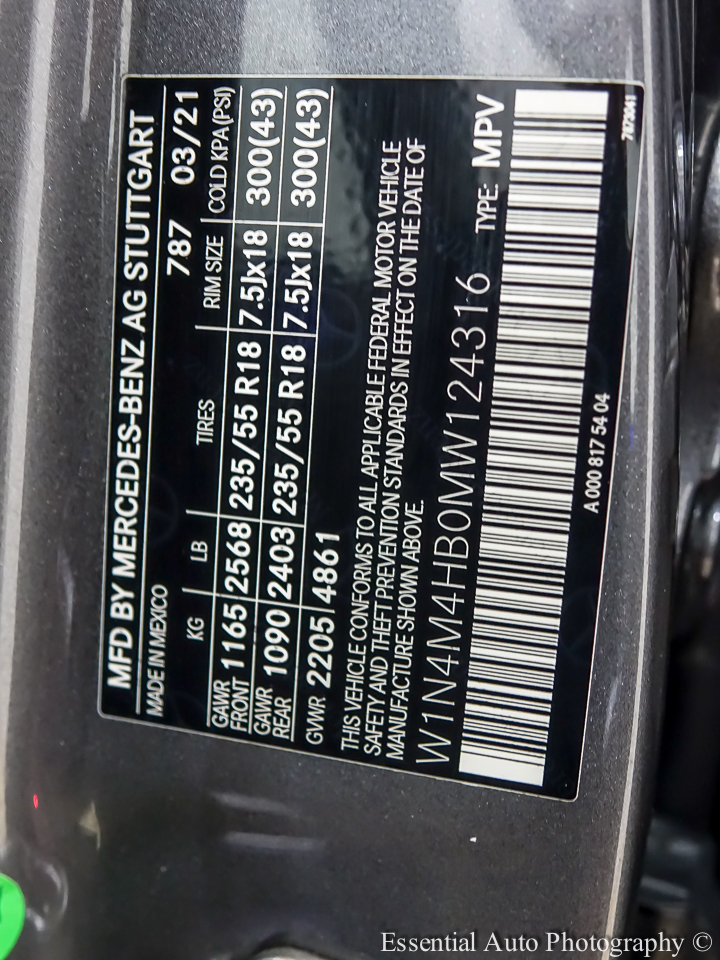 MFD BY MERCEDES-BENZ AG STUTTGART
MADE IN MEXICO 787 03/21
KG LB TIRES RIM SIZE COLD KPA(PSI)
GAWR FRONT 1165 2568 235/55 R18 7.5Jx18 300(43)
GAWR REAR 1090 2403 235/55 R18 7.5Jx18 300(43)
GVWR 2205 4861
THIS VEHICLE CONFORMS TO ALL APPLICABLE FEDERAL MOTOR VEHICLE
SAFETY AND THEFT PREVENTION STANDARDS IN EFFECT ON THE DATE OF
MANUFACTURE SHOWN ABOVE.
W1N4M4HB0MW124316 TYPE: MPV
A 000 817 54 04
Essential Auto Photography ©